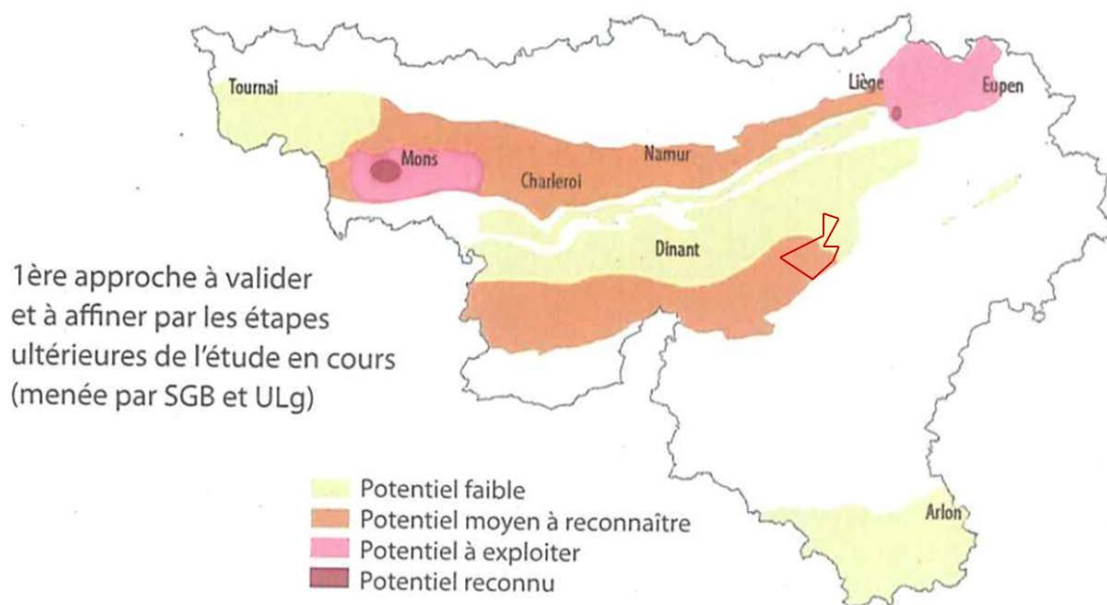 Tournai
Liège
Eupen
Mons
Namur
Charleroi
Dinant
1ère approche à valider
et à affiner par les étapes
ultérieures de l'étude en cours
(menée par SGB et ULg)
Potentiel faible
Potentiel moyen à reconnaître
Potentiel à exploiter
Potentiel reconnu
Arlon